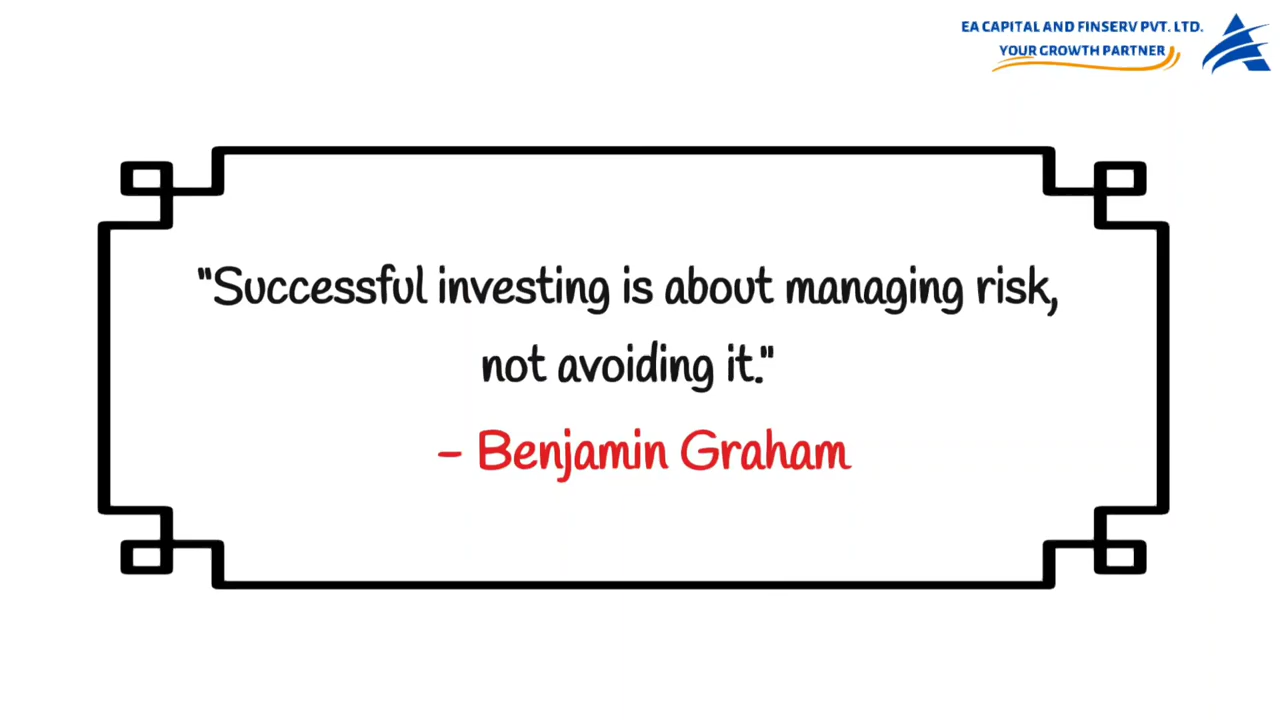 EA CAPITAL AND FINSERV PVT. LTD.
YOUR GROWTH PARTNER
"Successful investing is about managing risk,
not avoiding it."
- Benjamin Graham